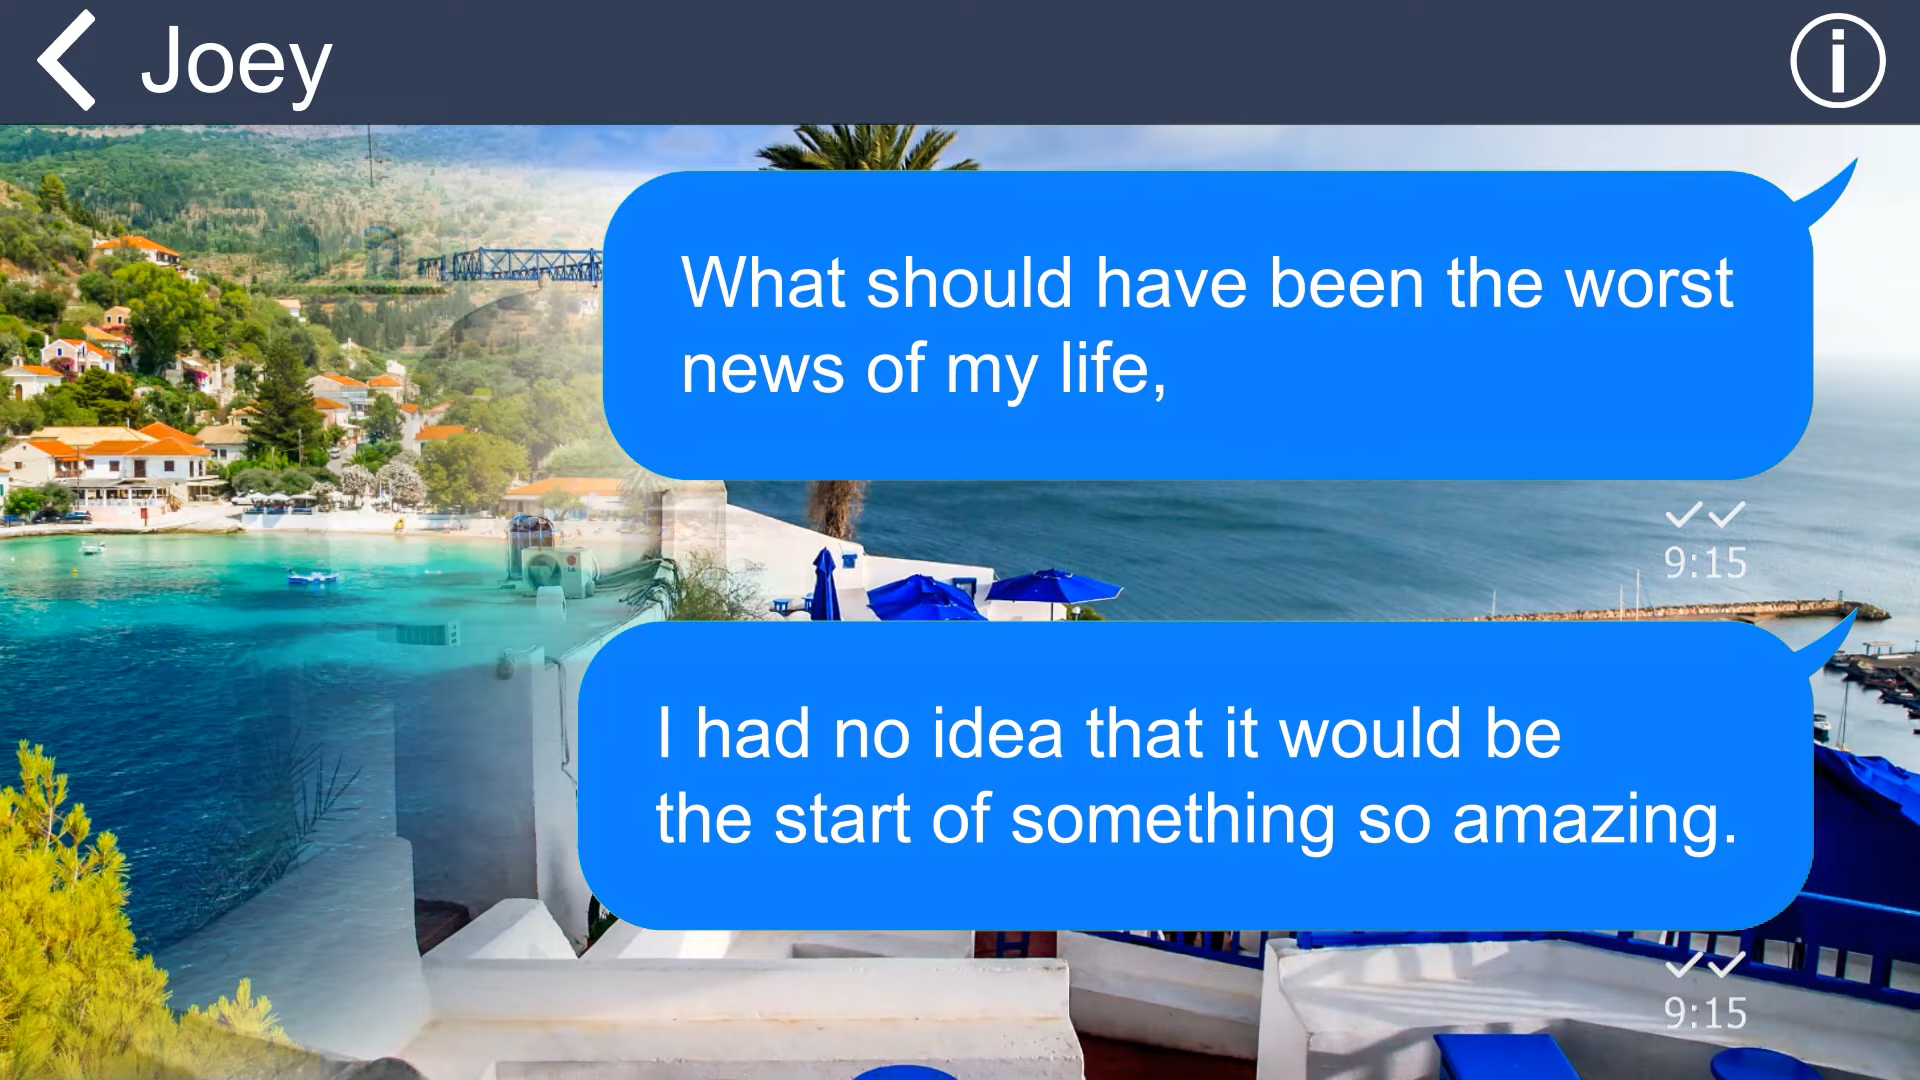 Joey
What should have been the worst
news of my life,
9:15
I had no idea that it would be
the start of something so amazing.
9:15